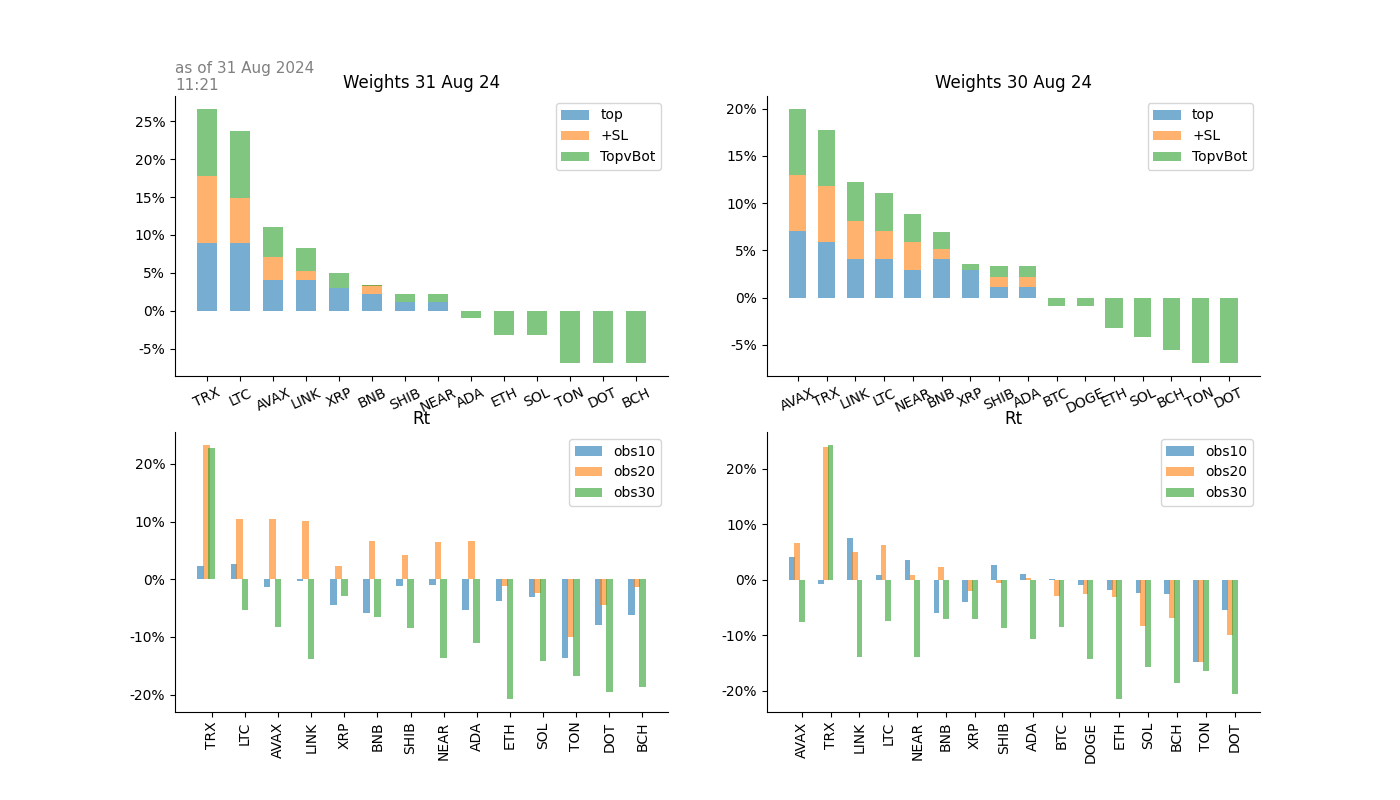 as of 31 Aug 2024
11:21
Weights 31 Aug 24
25%
20%
15%
10%
5%
0%
-5%
top
+SL
TopvBot
TRX LTC AVAX LINK XRP BNB SHIB NEAR ADA ETH SOL TON DOT BCH
Weights 30 Aug 24
20%
15%
10%
5%
0%
-5%
top
+SL
TopvBot
AVAX TRX LINK LTC NEAR BNB XRP SHIB ADA BTC DOGE ETH SOL BCH TON DOT
Rt
20%
10%
0%
-10%
-20%
obs10
obs20
obs30
TRX LTC AVAX LINK XRP BNB SHIB NEAR ADA ETH SOL TON DOT BCH
Rt
20%
10%
0%
-10%
-20%
obs10
obs20
obs30
AVAX TRX LINK LTC NEAR BNB XRP SHIB ADA BTC DOGE ETH SOL BCH TON DOT